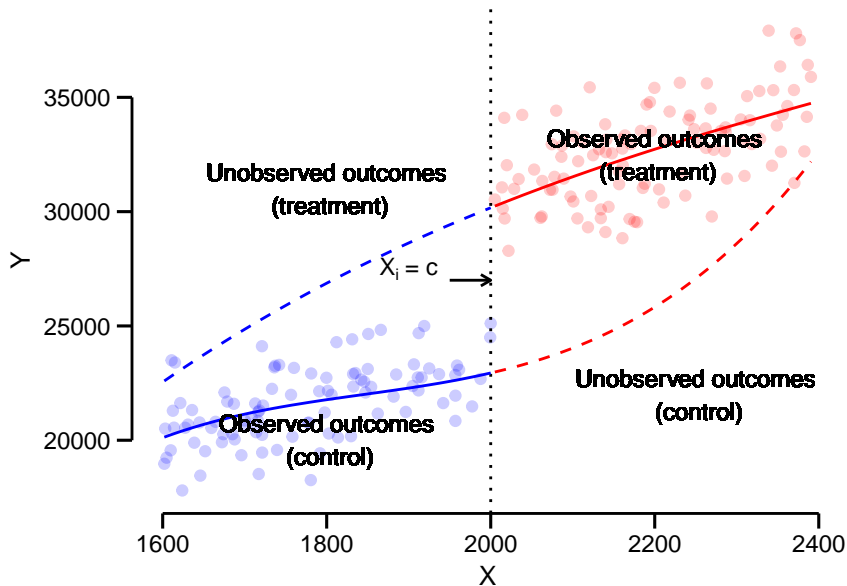 35000
30000
25000
20000
Y
Unobserved outcomes
(treatment)
Observed outcomes
(treatment)
Xi = c
Observed outcomes
(control)
Unobserved outcomes
(control)
1600
1800
2000
2200
2400
X